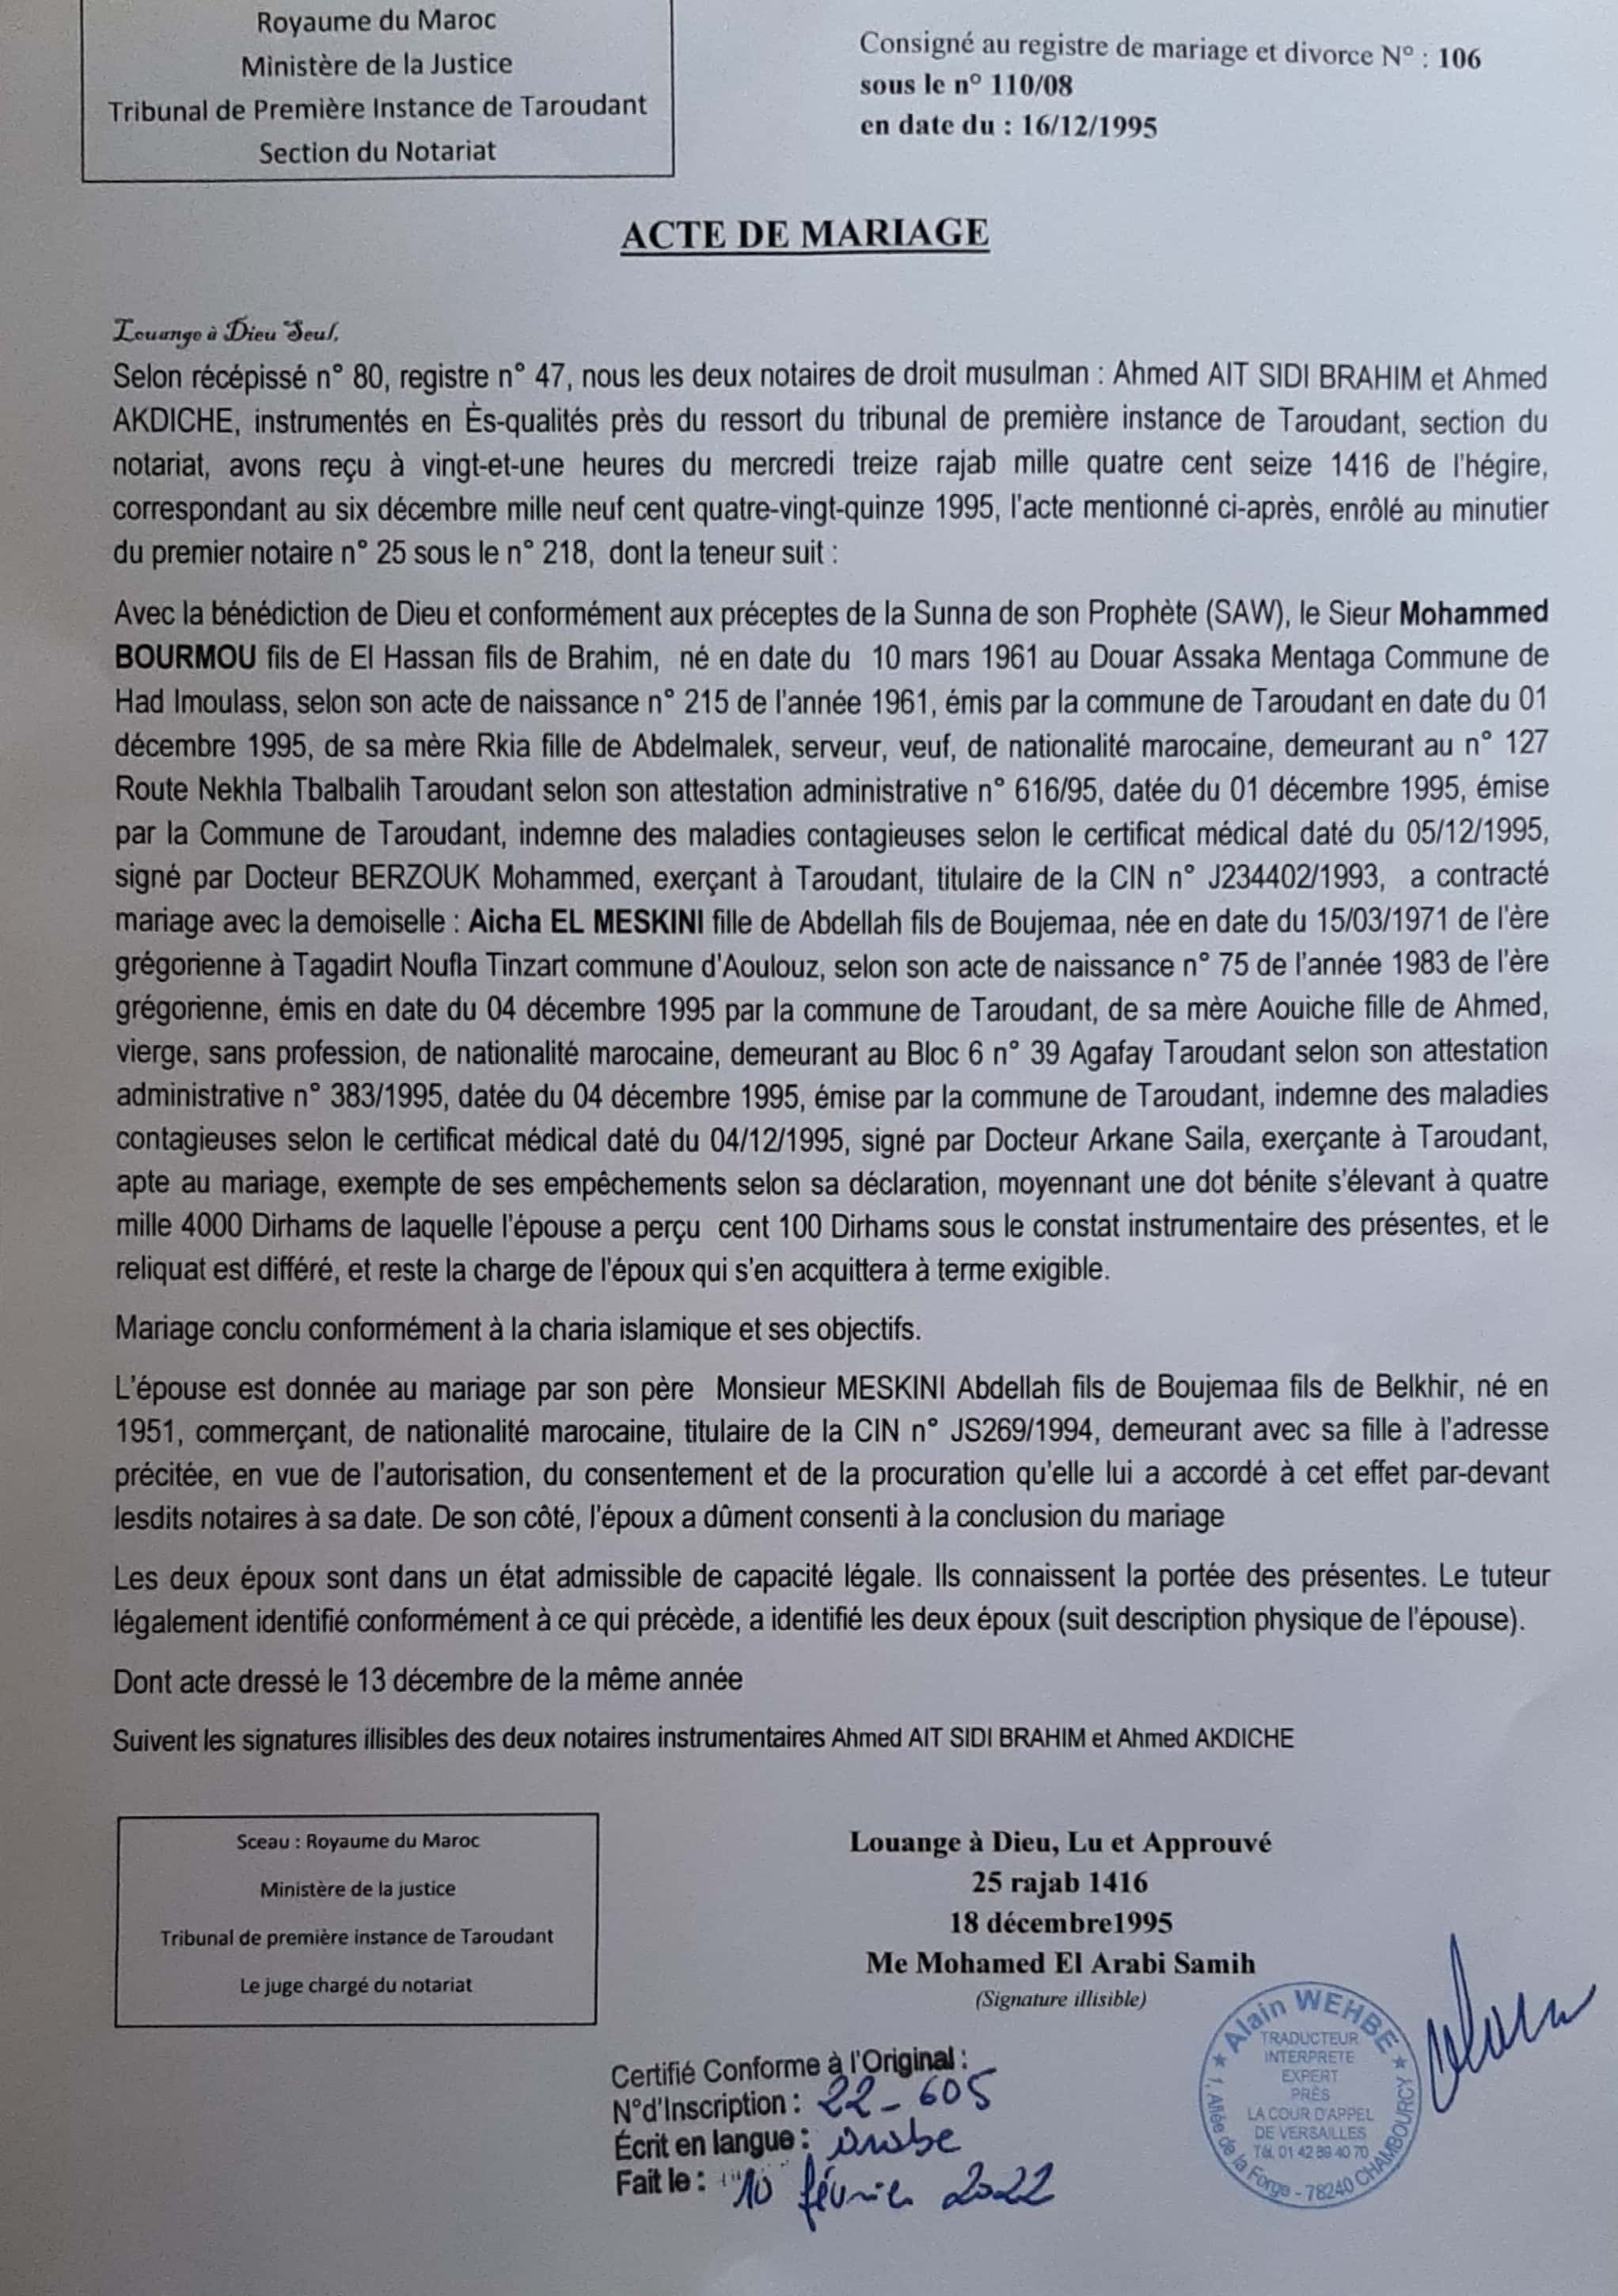 Royaume du Maroc
Ministère de la Justice
Tribunal de Première Instance de Taroudant
Section du Notariat
Consigné au registre de mariage et divorce N° : 106
sous le n° 110/08
en date du : 16/12/1995
ACTE DE MARIAGE
Louange à Dieu Seul,
Selon récépissé n° 80, registre n° 47, nous les deux notaires de droit musulman : Ahmed AIT SIDI BRAHIM et Ahmed
AKDICHE, instrumentés en Ès-qualités près du ressort du tribunal de première instance de Taroudant, section du
notariat, avons reçu à vingt-et-une heures du mercredi treize rajab mille quatre cent seize 1416 de l'hégire,
correspondant au six décembre mille neuf cent quatre-vingt-quinze 1995, l'acte mentionné ci-après, enrôlé au minutier
du premier notaire n° 25 sous le n° 218, dont la teneur suit :
Avec la bénédiction de Dieu et conformément aux préceptes de la Sunna de son Prophète (SAW), le Sieur Mohammed
BOURMOU fils de El Hassan fils de Brahim, né en date du 10 mars 1961 au Douar Assaka Mentaga Commune de
Had Imoulass, selon son acte de naissance n° 215 de l'année 1961, émis par la commune de Taroudant en date du 01
décembre 1995, de sa mère Rkia fille de Abdelmalek, serveur, veuf, de nationalité marocaine, demeurant au n° 127
Route Nekhla Tbalbalih Taroudant selon son attestation administrative n° 616/95, datée du 01 décembre 1995, émise
par la Commune de Taroudant, indemne des maladies contagieuses selon le certificat médical daté du 05/12/1995,
signé par Docteur BERZOUK Mohammed, exerçant à Taroudant, titulaire de la CIN n° J234402/1993, a contracté
mariage avec la demoiselle : Aicha EL MESKINI fille de Abdellah fils de Boujemaa, née en date du 15/03/1971 de l'ère
grégorienne à Tagadirt Noufla Tinzart commune d'Aoulouz, selon son acte de naissance n° 75 de l'année 1983 de l'ère
grégorienne, émis en date du 04 décembre 1995 par la commune de Taroudant, de sa mère Aouiche fille de Ahmed,
vierge, sans profession, de nationalité marocaine, demeurant au Bloc 6 n° 39 Agafay Taroudant selon son attestation
administrative n° 383/1995, datée du 04 décembre 1995, émise par la commune de Taroudant, indemne des maladies
contagieuses selon le certificat médical daté du 04/12/1995, signé par Docteur Arkane Saila, exerçante à Taroudant,
apte au mariage, exempte de ses empêchements selon sa déclaration, moyennant une dot bénite s'élevant à quatre
mille 4000 Dirhams de laquelle l'épouse a perçu cent 100 Dirhams sous le constat instrumentaire des présentes, et le
reliquat est différé, et reste la charge de l'époux qui s'en acquittera à terme exigible.
Mariage conclu conformément à la charia islamique et ses objectifs.
L'épouse est donnée au mariage par son père Monsieur MESKINI Abdellah fils de Boujemaa fils de Belkhir, né en
1951, commerçant, de nationalité marocaine, titulaire de la CIN n° JS269/1994, demeurant avec sa fille à l'adresse
précitée, en vue de l'autorisation, du consentement et de la procuration qu'elle lui a accordé à cet effet par-devant
lesdits notaires à sa date. De son côté, l'époux a dûment consenti à la conclusion du mariage
Les deux époux sont dans un état admissible de capacité légale. Ils connaissent la portée des présentes. Le tuteur
légalement identifié conformément à ce qui précède, a identifié les deux époux (suit description physique de l'épouse).
Dont acte dressé le 13 décembre de la même année
Suivent les signatures illisibles des deux notaires instrumentaires Ahmed AIT SIDI BRAHIM et Ahmed AKDICHE
Sceau : Royaume du Maroc
Ministère de la justice
Tribunal de première instance de Taroudant
Le juge chargé du notariat
Louange à Dieu, Lu et Approuvé
25 rajab 1416
18 décembre1995
Me Mohamed El Arabi Samih
(Signature illisible)
Certifié Conforme à l'Original :
N°d'Inscription : 22-605
Écrit en langue : arabe
Fait le : 10 février 2022
Alain WEHBE
TRADUCTEUR
INTERPRETE
EXPERT
PRÈS
LA COUR D'APPEL
DE VERSAILLES
Tél. 01 42 89 40 70
1, Allée de la Forge - 78240 CHAMBOURCY